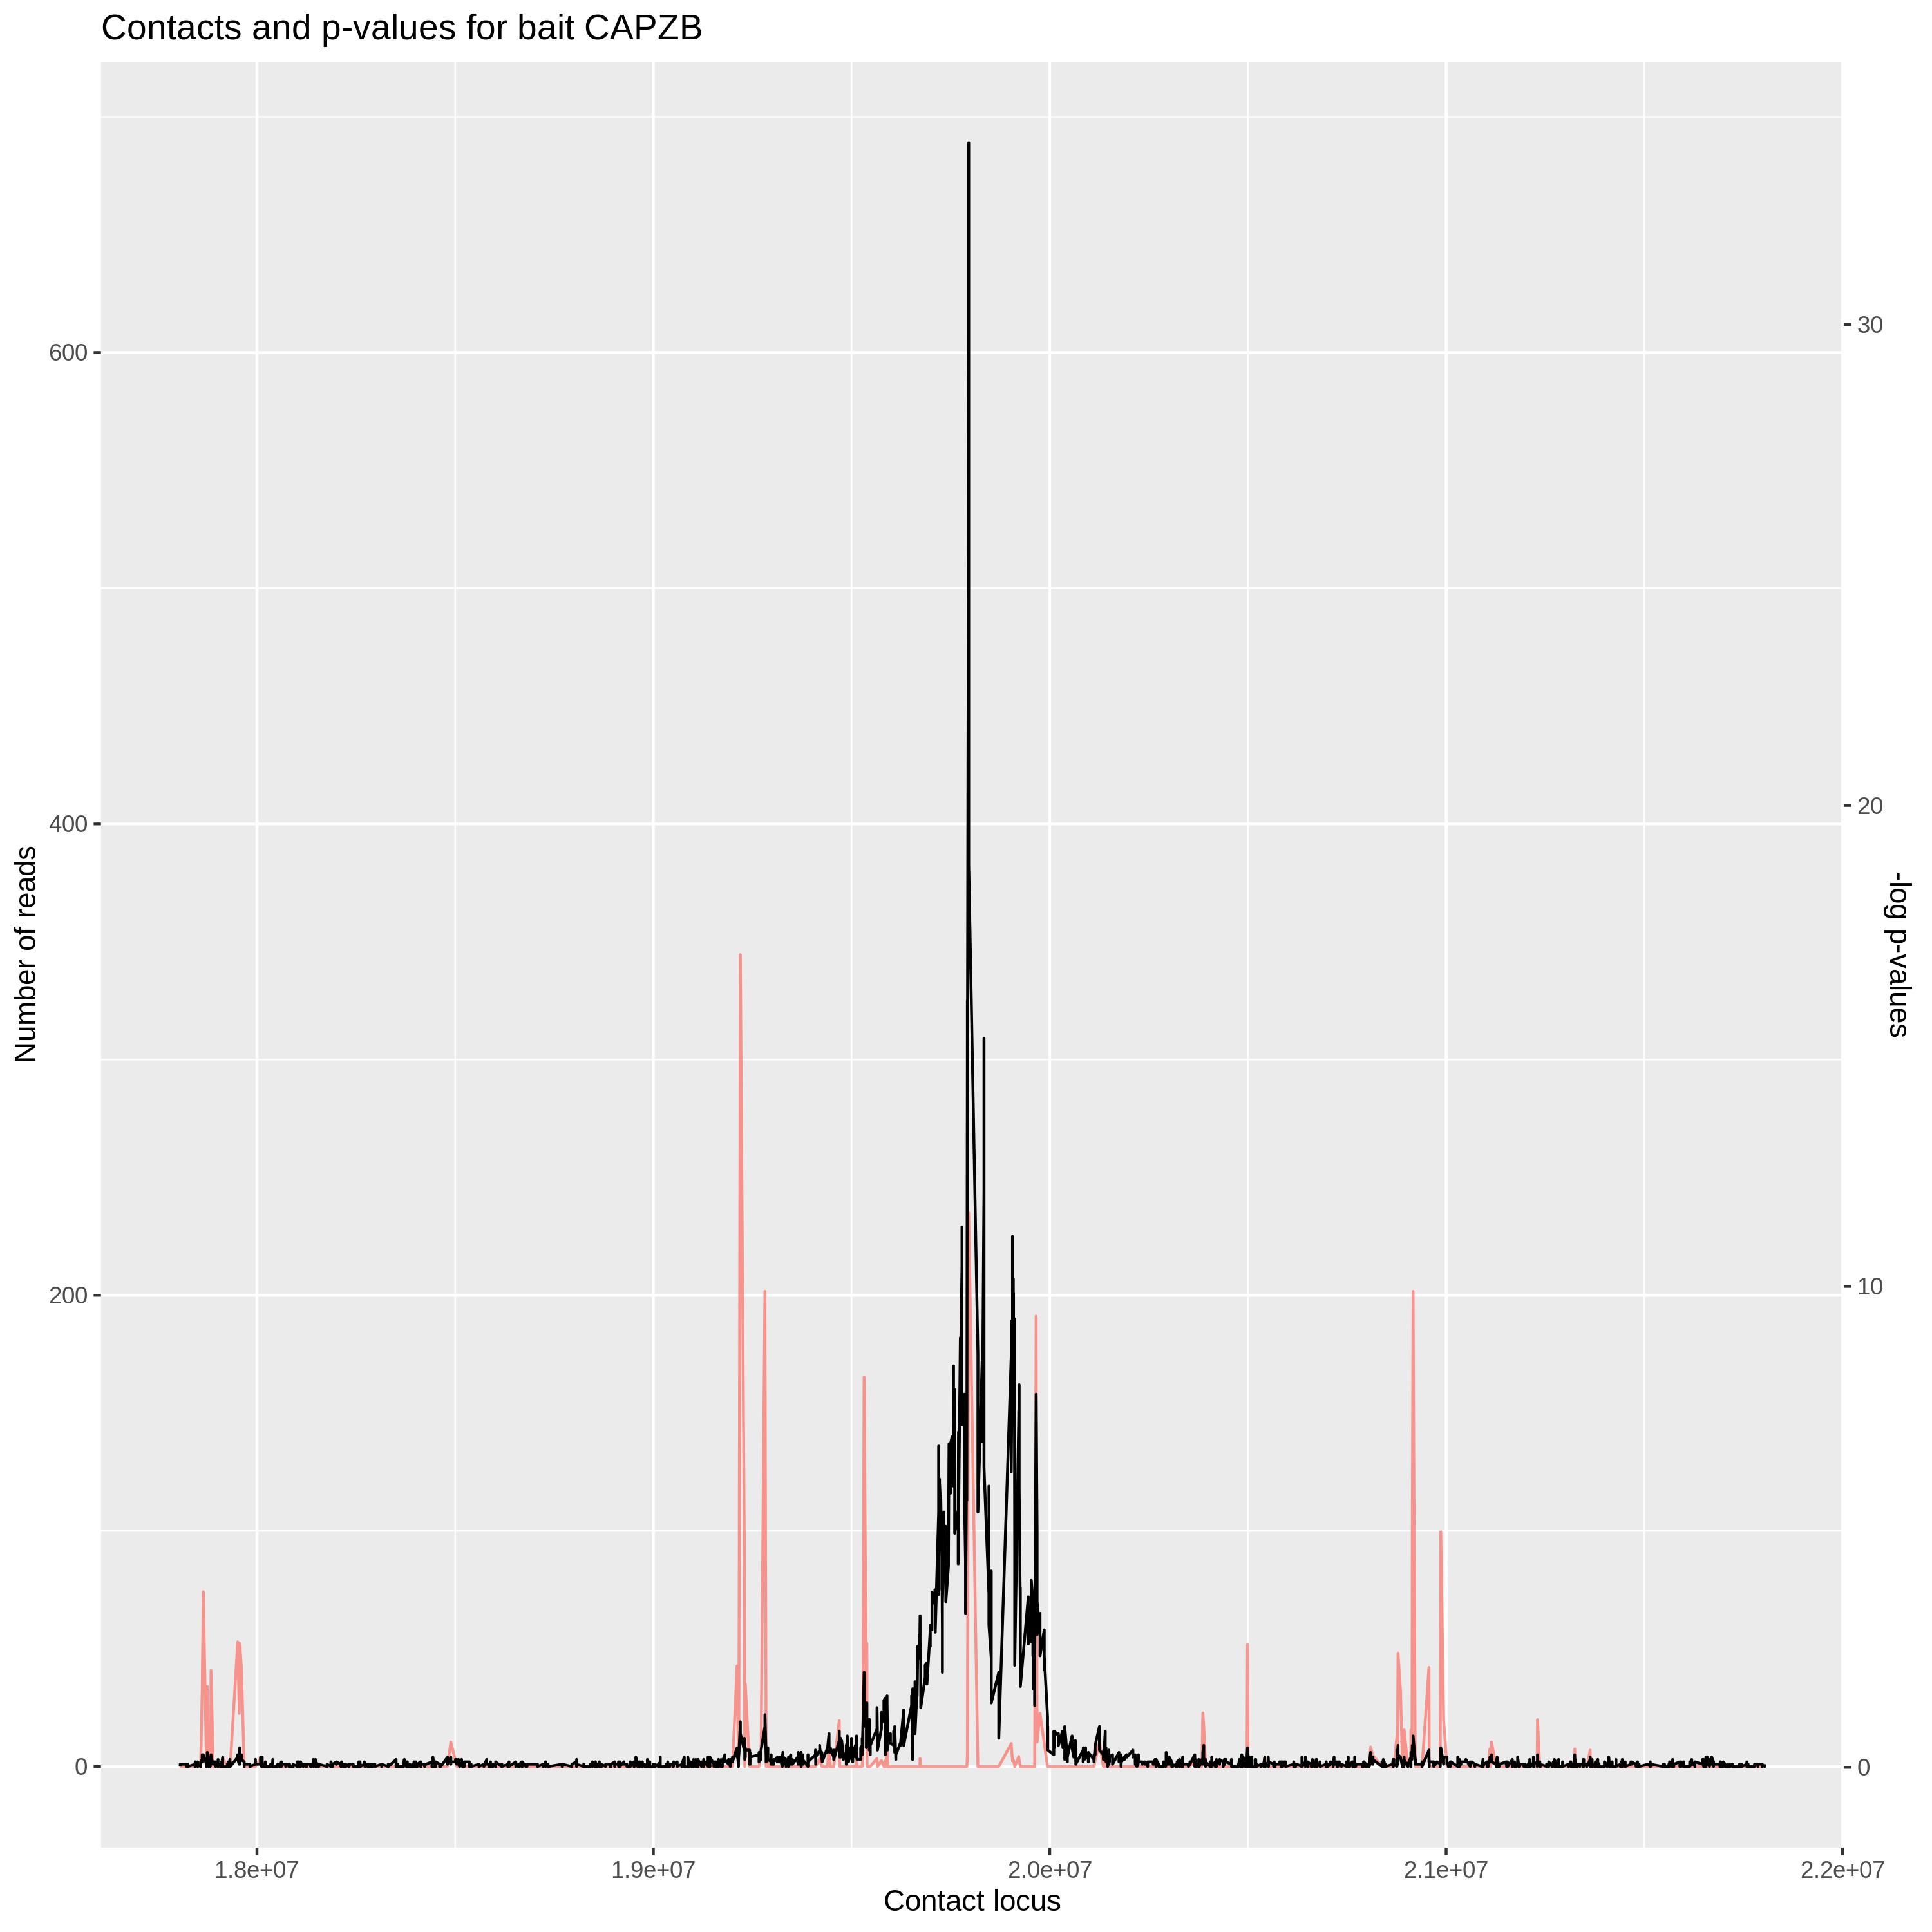 Contacts and p-values for bait CAPZB
Number of reads
600
400
200
0
30
20
10
0
-log p-values
1.8e+07
1.9e+07
2.0e+07
2.1e+07
2.2e+07
Contact locus